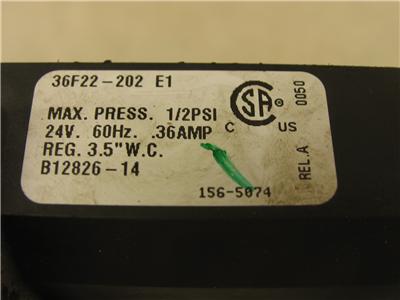 36F22-202 E1
MAX. PRESS. 1/2PSI
24V. 60Hz. .36AMP
REG. 3.5" W.C.
B12826-14
156-5074
CSA ®
C US
REL.A 0050